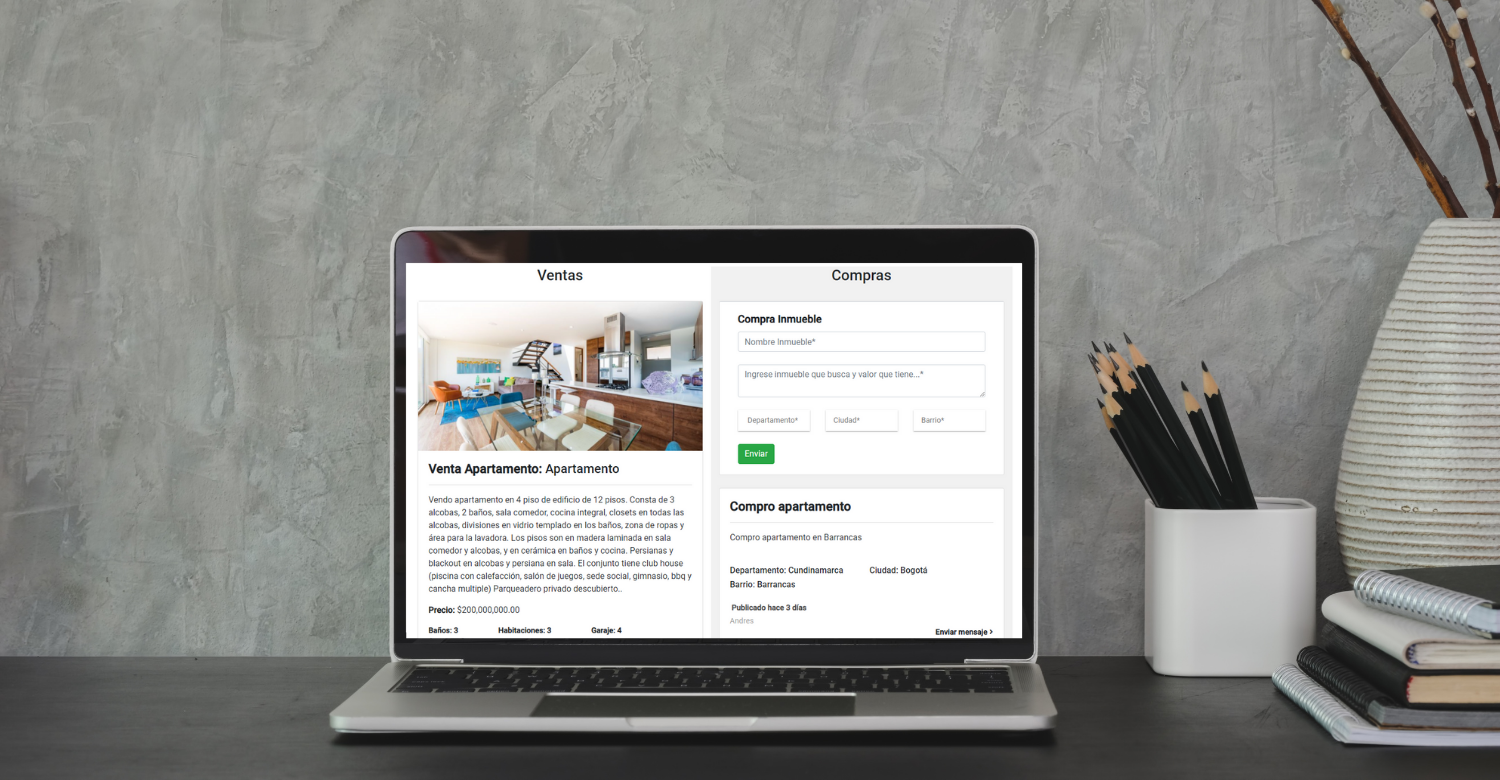 Ventas
Venta Apartamento: Apartamento
Vendo apartamento en 4 piso de edificio de 12 pisos. Consta de 3
alcobas, 2 baños, sala comedor, cocina integral, closets en todas las
alcobas, divisiones en vidrio templado en los baños, zona de ropas y
área para la lavadora. Los pisos son en madera laminada en sala
comedor y alcobas, y en cerámica en baños y cocina. Persianas y
blackout en alcobas y persiana en sala. El conjunto tiene club house
(piscina con calefacción, salón de juegos, sede social, gimnasio, bbq y
cancha multiple) Parqueadero privado descubierto..
Precio: $200,000,000.00
Baños: 3 Habitaciones: 3 Garaje: 4
Compras
Compra Inmueble
Nombre Inmueble*
Ingrese inmueble que busca y valor que tiene...*
Departamento* Ciudad* Barrio*
Enviar
Compro apartamento
Compro apartamento en Barrancas
Departamento: Cundinamarca Ciudad: Bogotá
Barrio: Barrancas
Publicado hace 3 días
Andres
Enviar mensaje >